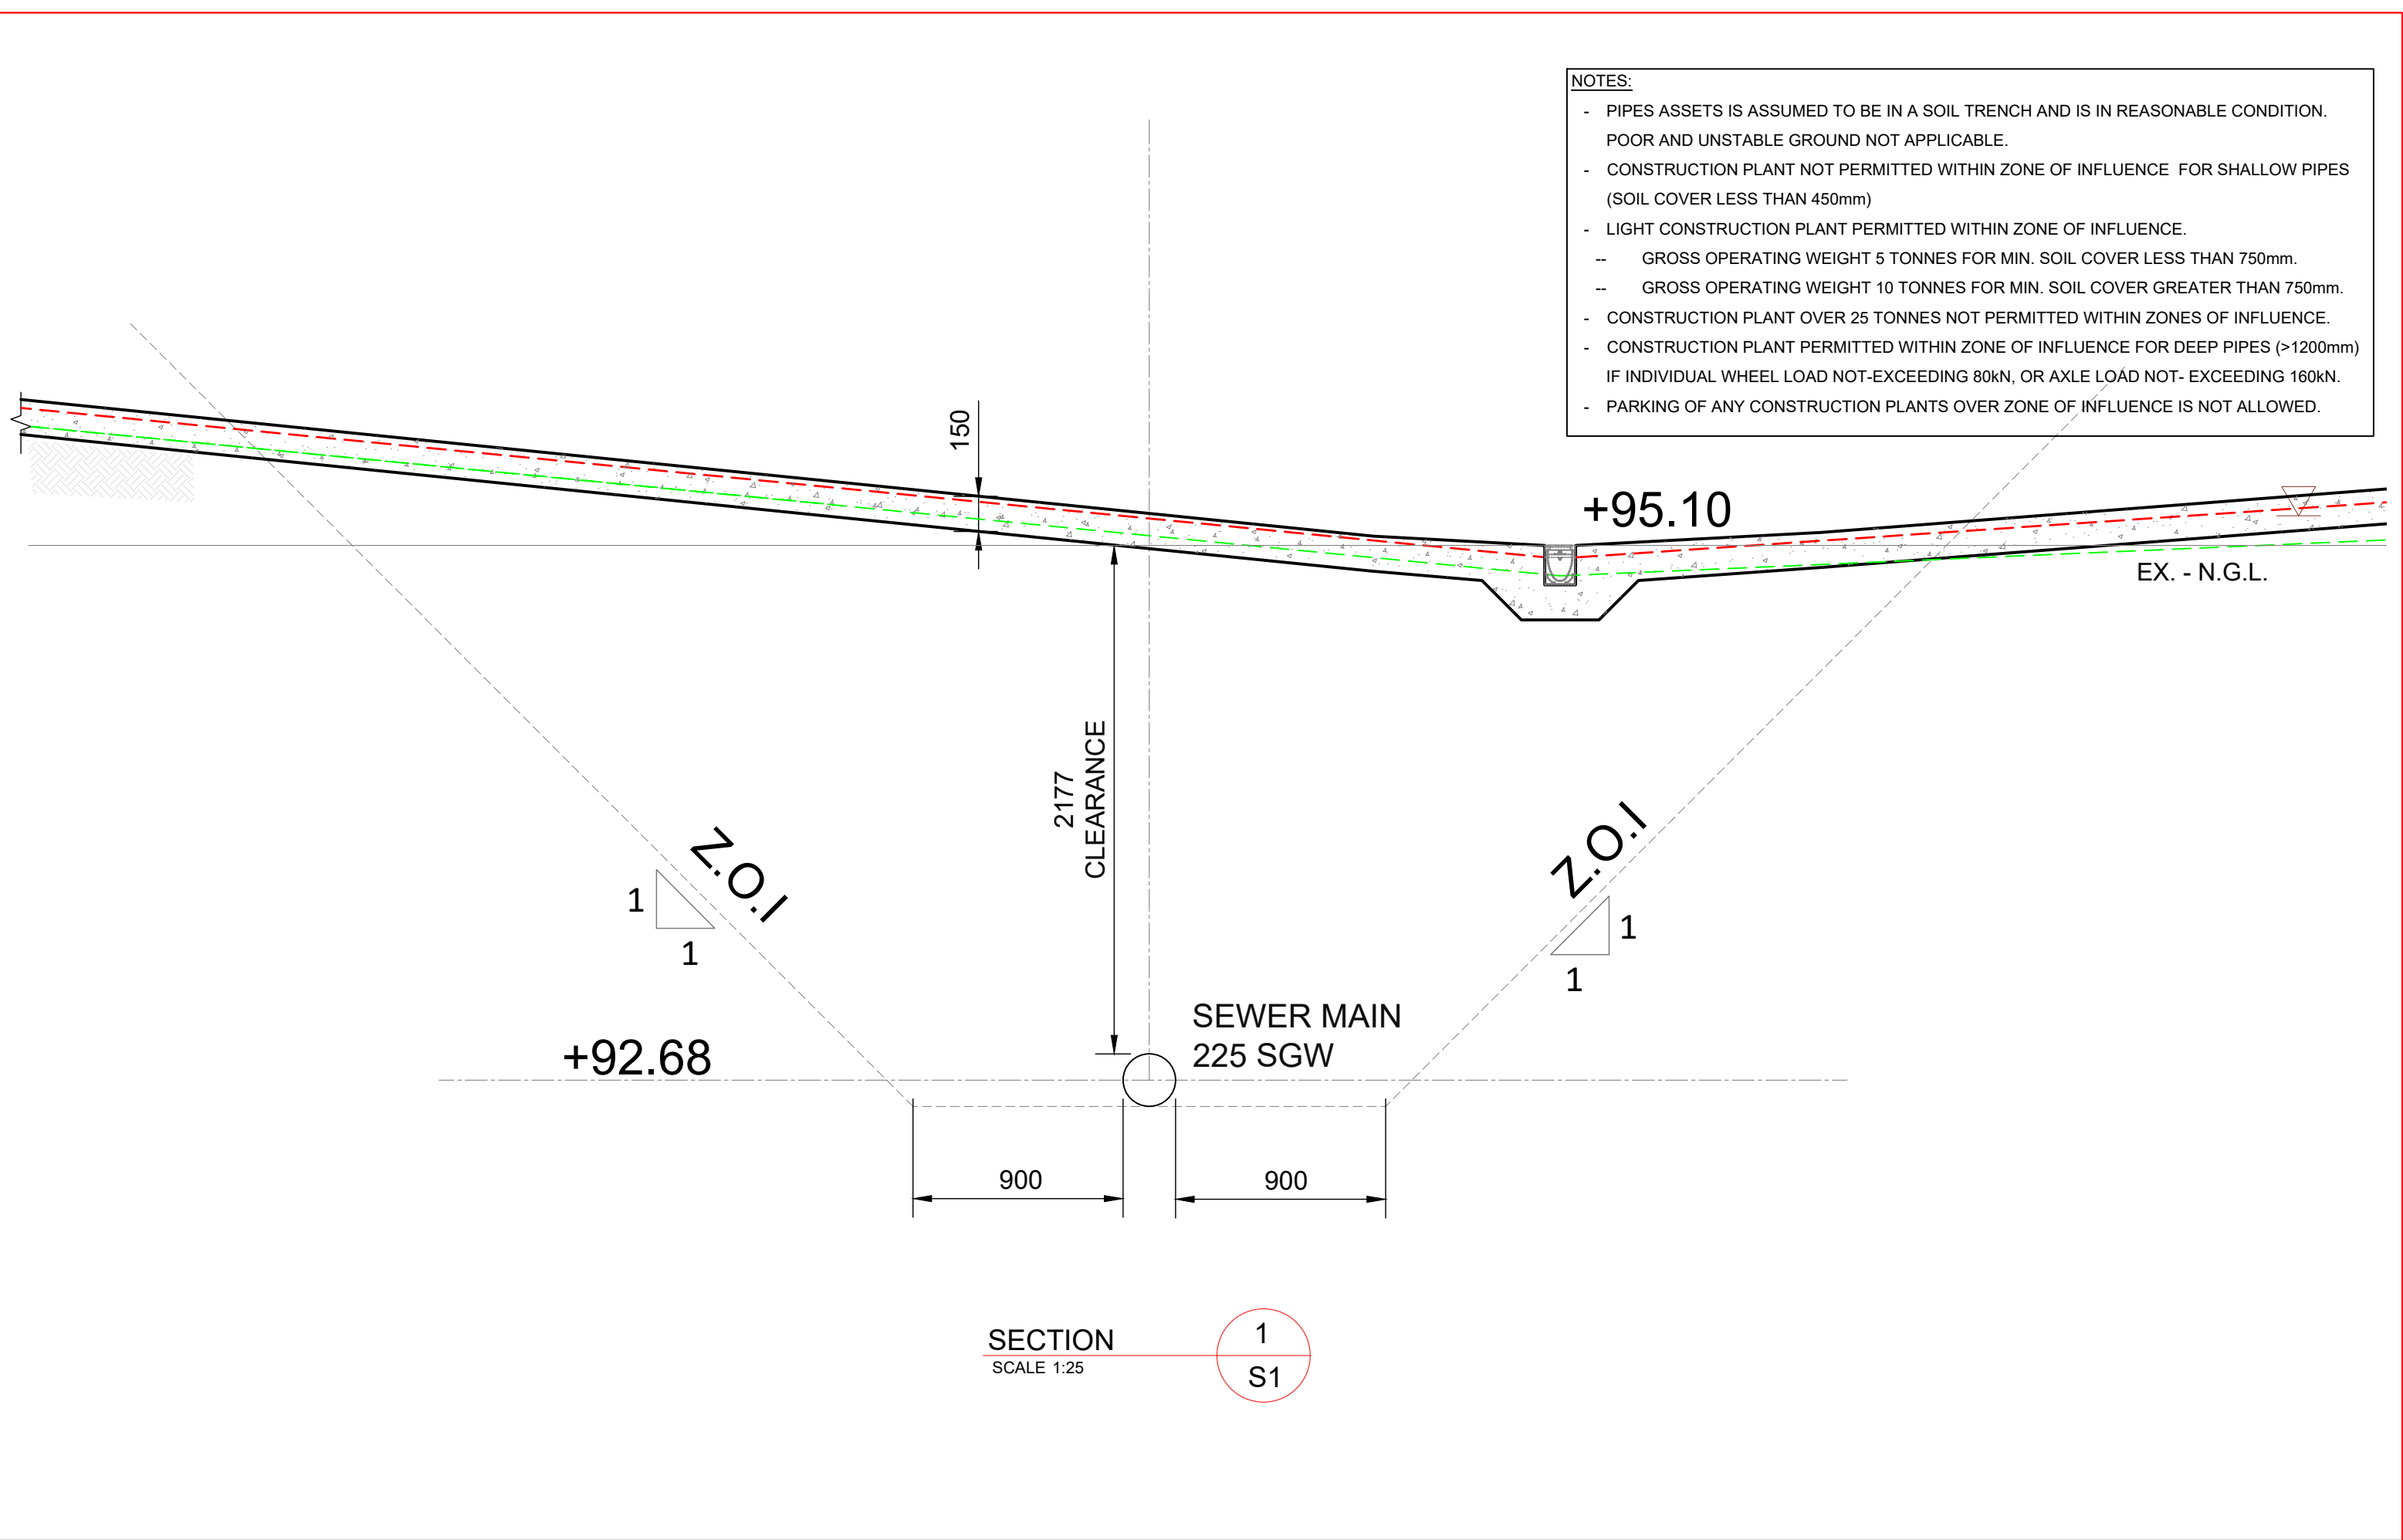 NOTES:
- PIPES ASSETS IS ASSUMED TO BE IN A SOIL TRENCH AND IS IN REASONABLE CONDITION.
POOR AND UNSTABLE GROUND NOT APPLICABLE.
- CONSTRUCTION PLANT NOT PERMITTED WITHIN ZONE OF INFLUENCE FOR SHALLOW PIPES
(SOIL COVER LESS THAN 450mm)
- LIGHT CONSTRUCTION PLANT PERMITTED WITHIN ZONE OF INFLUENCE.
-- GROSS OPERATING WEIGHT 5 TONNES FOR MIN. SOIL COVER LESS THAN 750mm.
-- GROSS OPERATING WEIGHT 10 TONNES FOR MIN. SOIL COVER GREATER THAN 750mm.
- CONSTRUCTION PLANT OVER 25 TONNES NOT PERMITTED WITHIN ZONES OF INFLUENCE.
- CONSTRUCTION PLANT PERMITTED WITHIN ZONE OF INFLUENCE FOR DEEP PIPES (>1200mm)
IF INDIVIDUAL WHEEL LOAD NOT-EXCEEDING 80kN, OR AXLE LOAD NOT- EXCEEDING 160kN.
- PARKING OF ANY CONSTRUCTION PLANTS OVER ZONE OF INFLUENCE IS NOT ALLOWED.
150
+95.10
EX. - N.G.L.
2177
CLEARANCE
Z.O.I
1
1
Z.O.I
1
1
SEWER MAIN
225 SGW
+92.68
900
900
SECTION
SCALE 1:25
1
S1